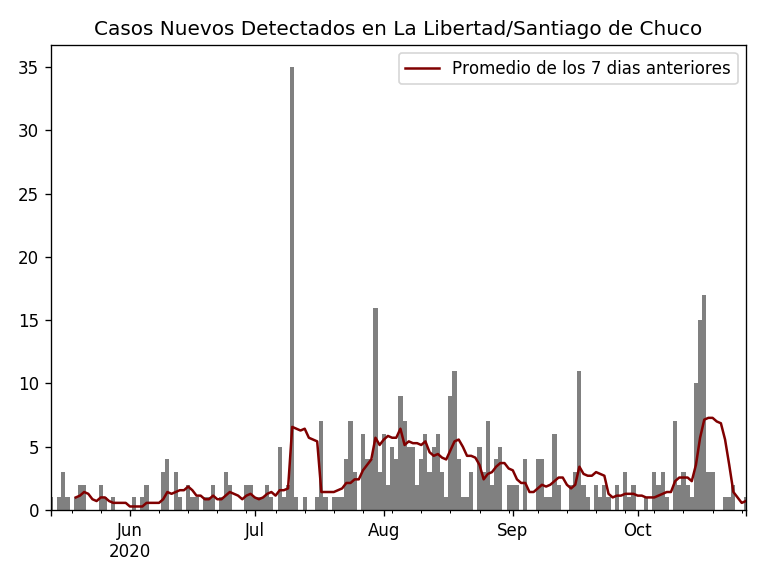 Casos Nuevos Detectados en La Libertad/Santiago de Chuco
Promedio de los 7 dias anteriores
35
30
25
20
15
10
5
0
Jun
2020
Jul
Aug
Sep
Oct